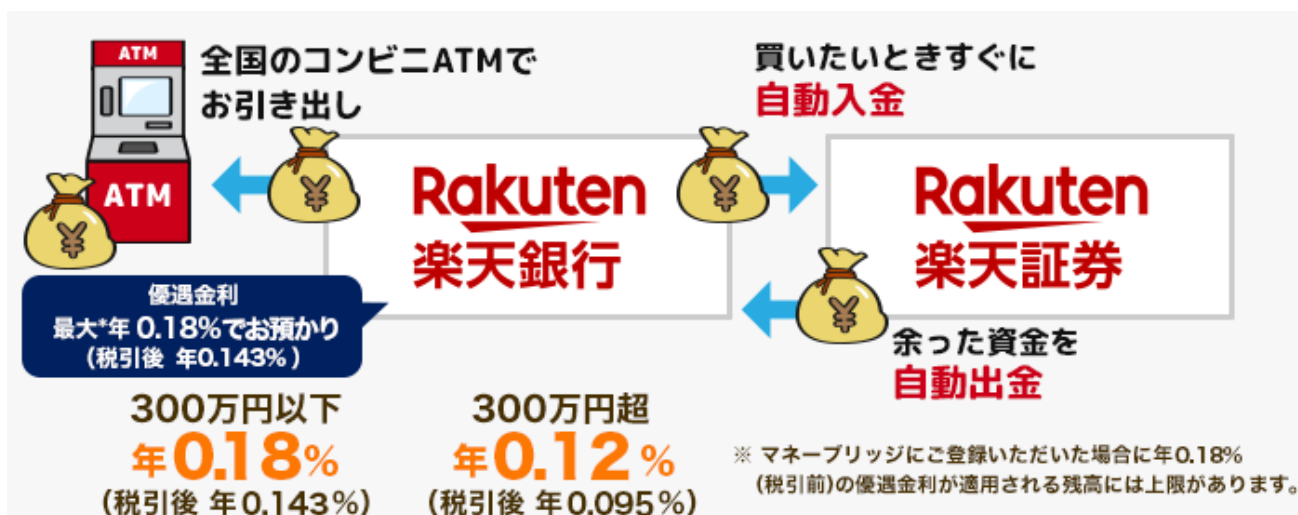 ATM
全国のコンビニATMで
お引き出し
買いたいときすぐに
自動入金
ATM
¥
¥
Rakuten
楽天銀行
¥
Rakuten
楽天証券
優遇金利
最大*年0.18%でお預かり
(税引後 年0.143%)
¥
余った資金を
自動出金
300万円以下
年0.18%
(税引後 年0.143%)
300万円超
年0.12%
(税引後 年0.095%)
※ マネーブリッジにご登録いただいた場合に年0.18%
(税引前)の優遇金利が適用される残高には上限があります。